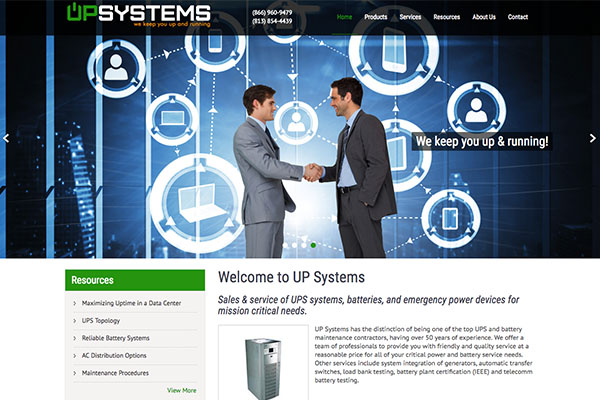 UPSYSTEMS
we keep you up and running
(866) 960-9479
(813) 854-4439
Home Products Services Resources About Us Contact
We keep you up & running!
Resources
Maximizing Uptime in a Data Center
UPS Topology
Reliable Battery Systems
AC Distribution Options
Maintenance Procedures
View More
Welcome to UP Systems
Sales & service of UPS systems, batteries, and emergency power devices for
mission critical needs.
UP Systems has the distinction of being one of the top UPS and battery
maintenance contractors, having over 50 years of experience. We offer a
team of professionals to provide you with friendly and quality service at a
reasonable price for all of your critical power and battery service needs.
Other services include system integration of generators, automatic transfer
switches, load bank testing, battery plant certification (IEEE) and telecomm
battery testing.